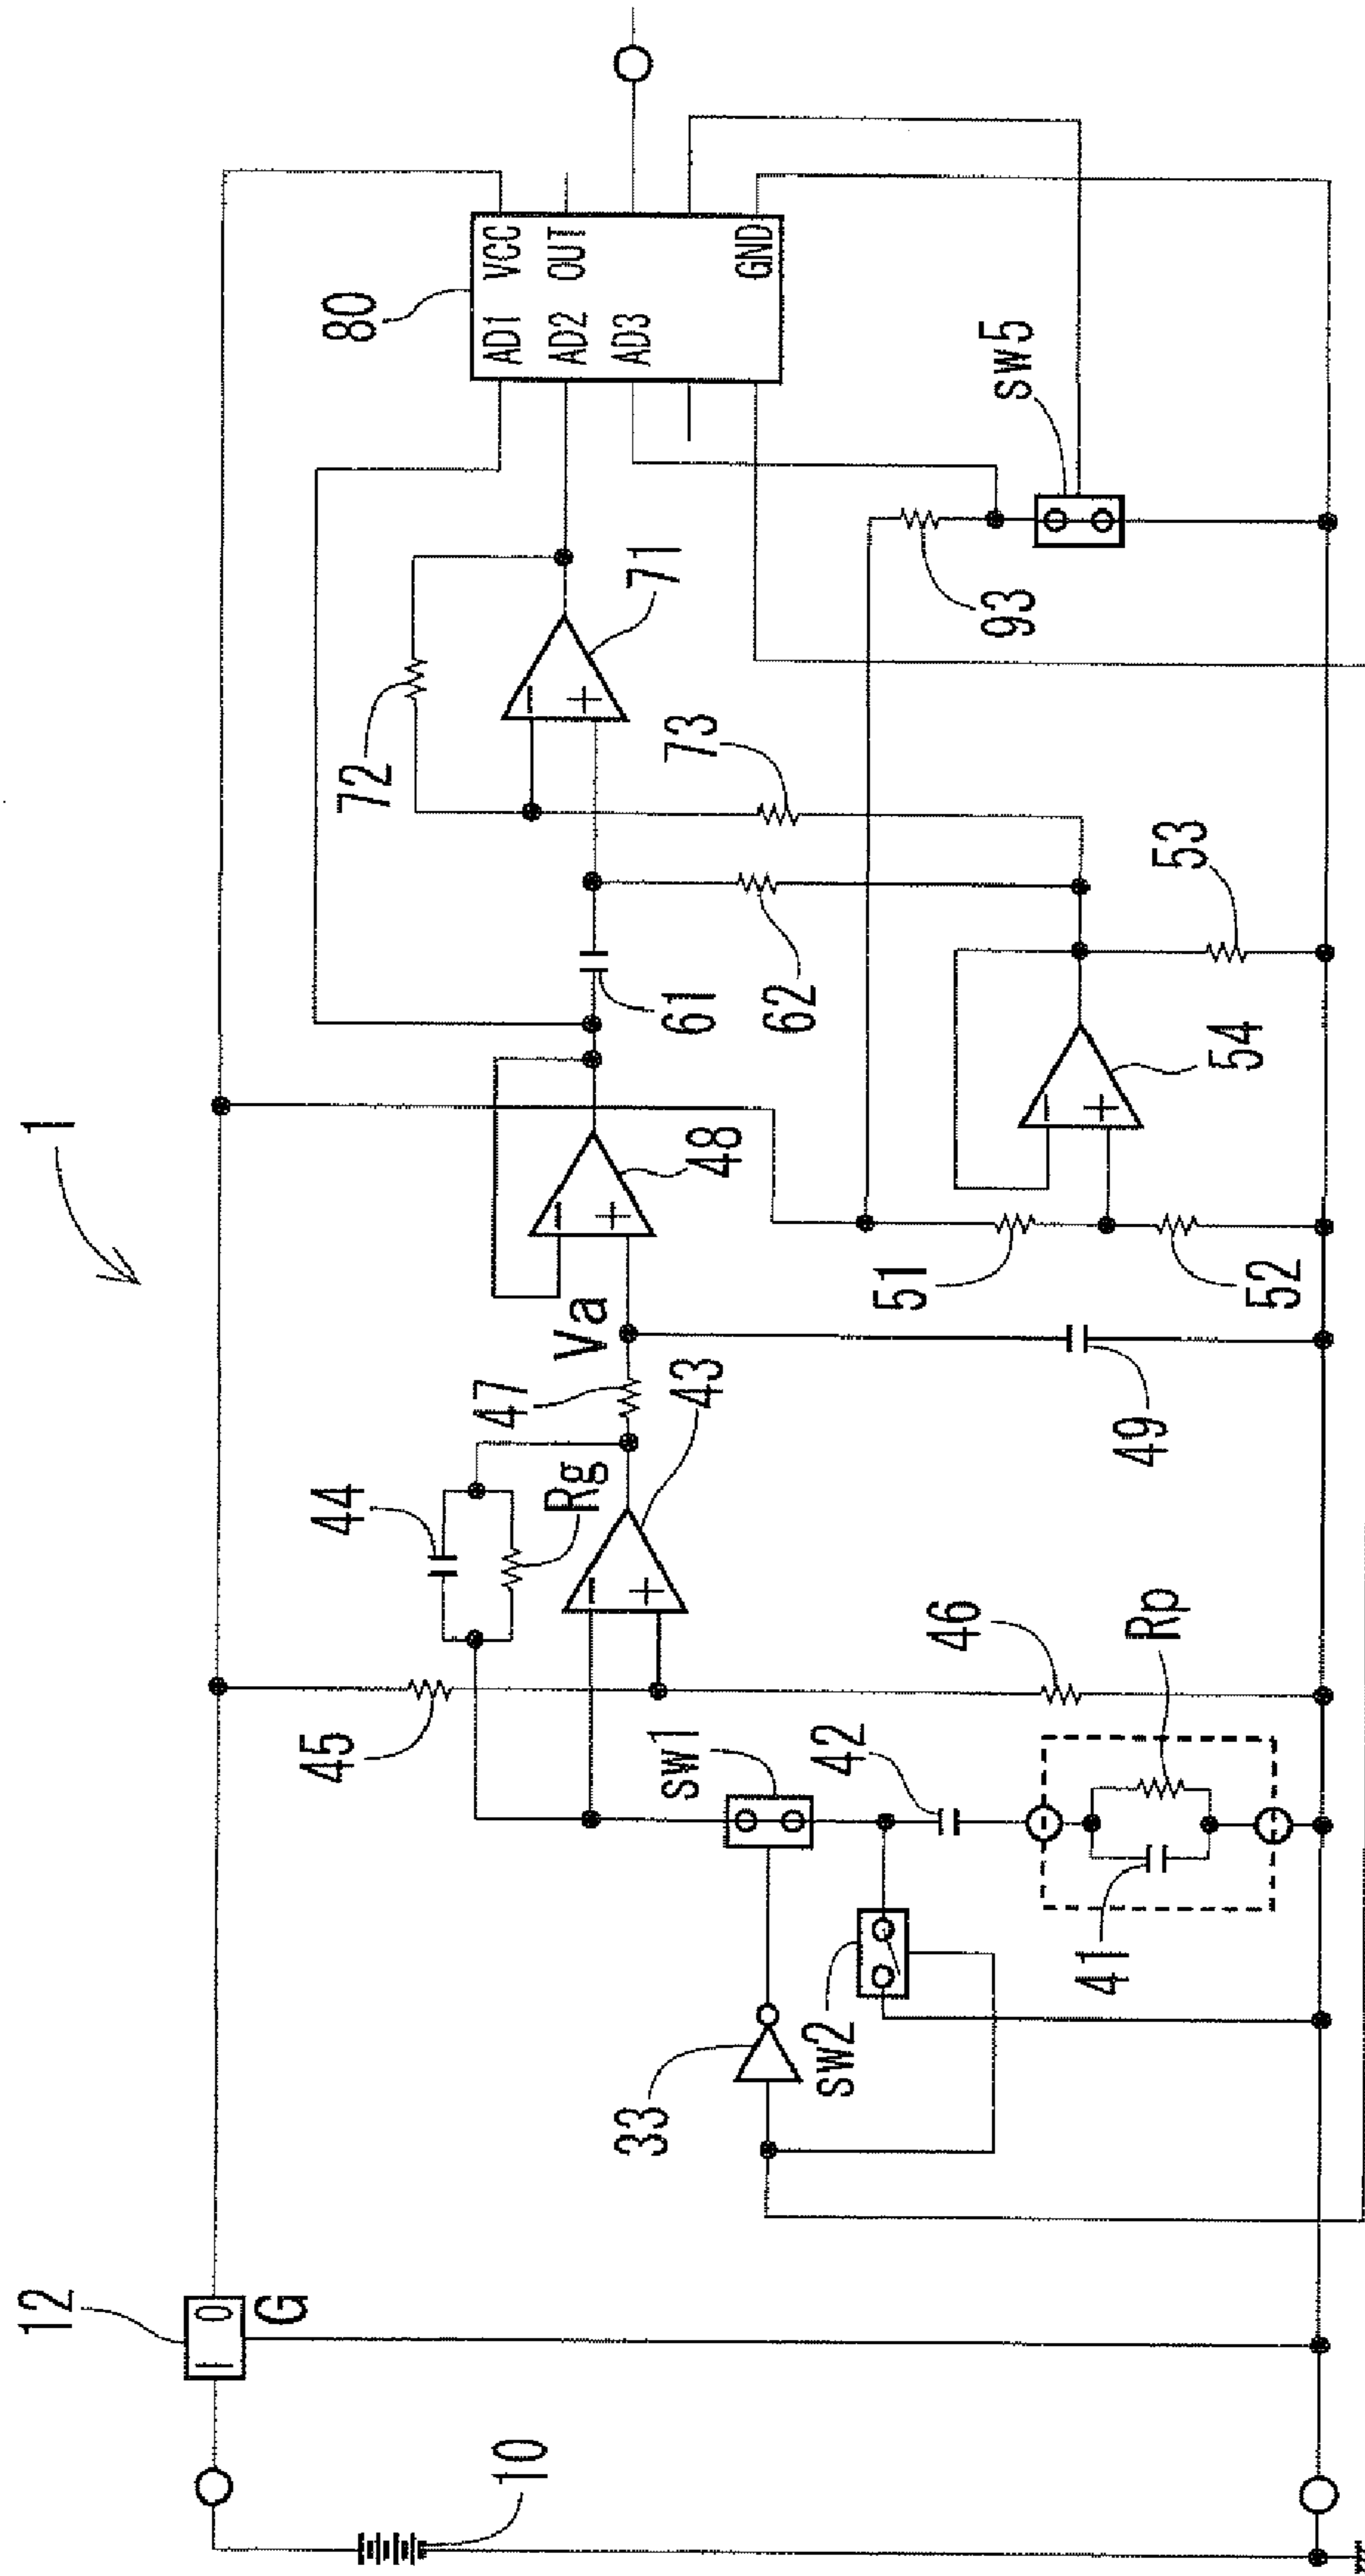 1
12
I O
G
10
45
44
Rg
47
Va
43
−
+
48
−
+
61
62
72
71
−
+
73
80
AD1 VCC
AD2 OUT
AD3
GND
33
sw1
sw2
42
41
Rp
46
49
51
52
54
−
+
53
93
sw5